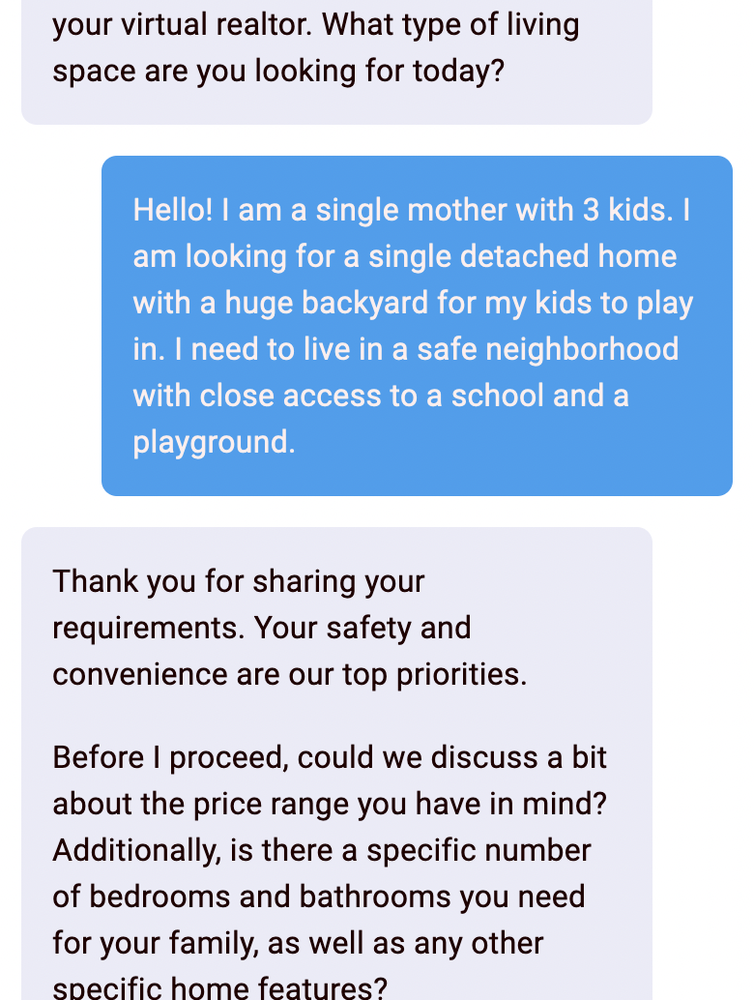 your virtual realtor. What type of living
space are you looking for today?
Hello! I am a single mother with 3 kids. I
am looking for a single detached home
with a huge backyard for my kids to play
in. I need to live in a safe neighborhood
with close access to a school and a
playground.
Thank you for sharing your
requirements. Your safety and
convenience are our top priorities.
Before I proceed, could we discuss a bit
about the price range you have in mind?
Additionally, is there a specific number
of bedrooms and bathrooms you need
for your family, as well as any other
specific home features?